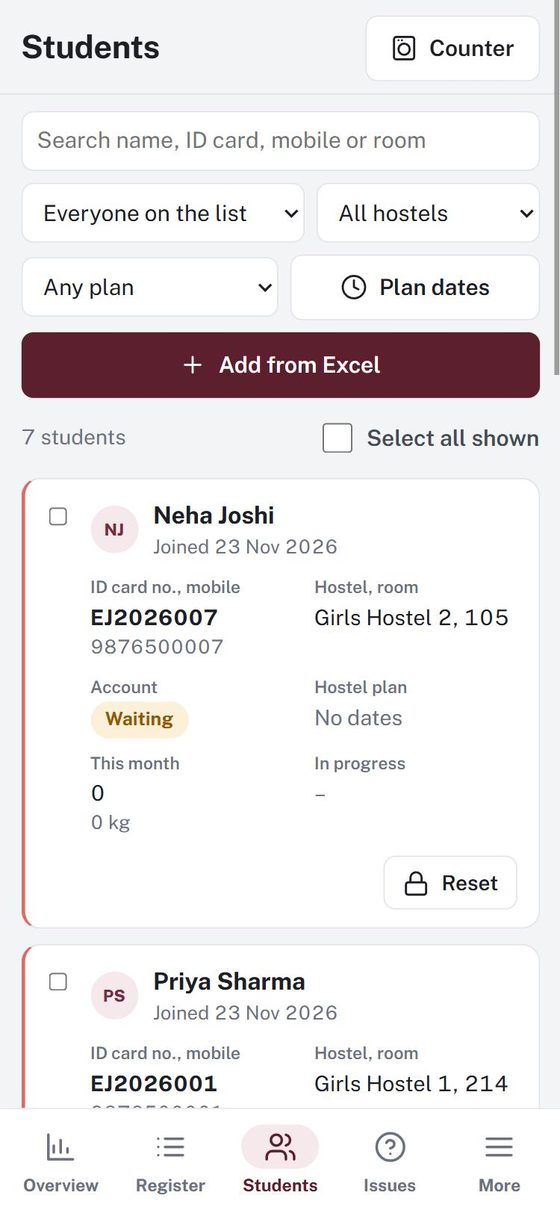 Students
Counter
Search name, ID card, mobile or room
Everyone on the list
All hostels
Any plan
Plan dates
+ Add from Excel
7 students
Select all shown
NJ
Neha Joshi
Joined 23 Nov 2026
ID card no., mobile
Hostel, room
EJ2026007
Girls Hostel 2, 105
9876500007
Account
Hostel plan
Waiting
No dates
This month
In progress
0
–
0 kg
Reset
PS
Priya Sharma
Joined 23 Nov 2026
ID card no., mobile
Hostel, room
EJ2026001
Girls Hostel 1, 214
Overview
Register
Students
Issues
More